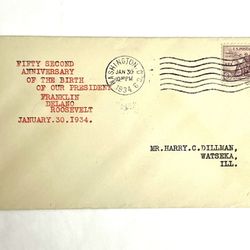 FIFTY SECOND
ANNIVERSARY
OF THE BIRTH
OF OUR PRESIDENT
FRANKLIN
DELANO
ROOSEVELT
JANUARY.30.1934.
WASHINGTON, D.C.
JAN 30
PM
1934
MR.HARRY.C.DILLMAN,
WATSEKA,
ILL.